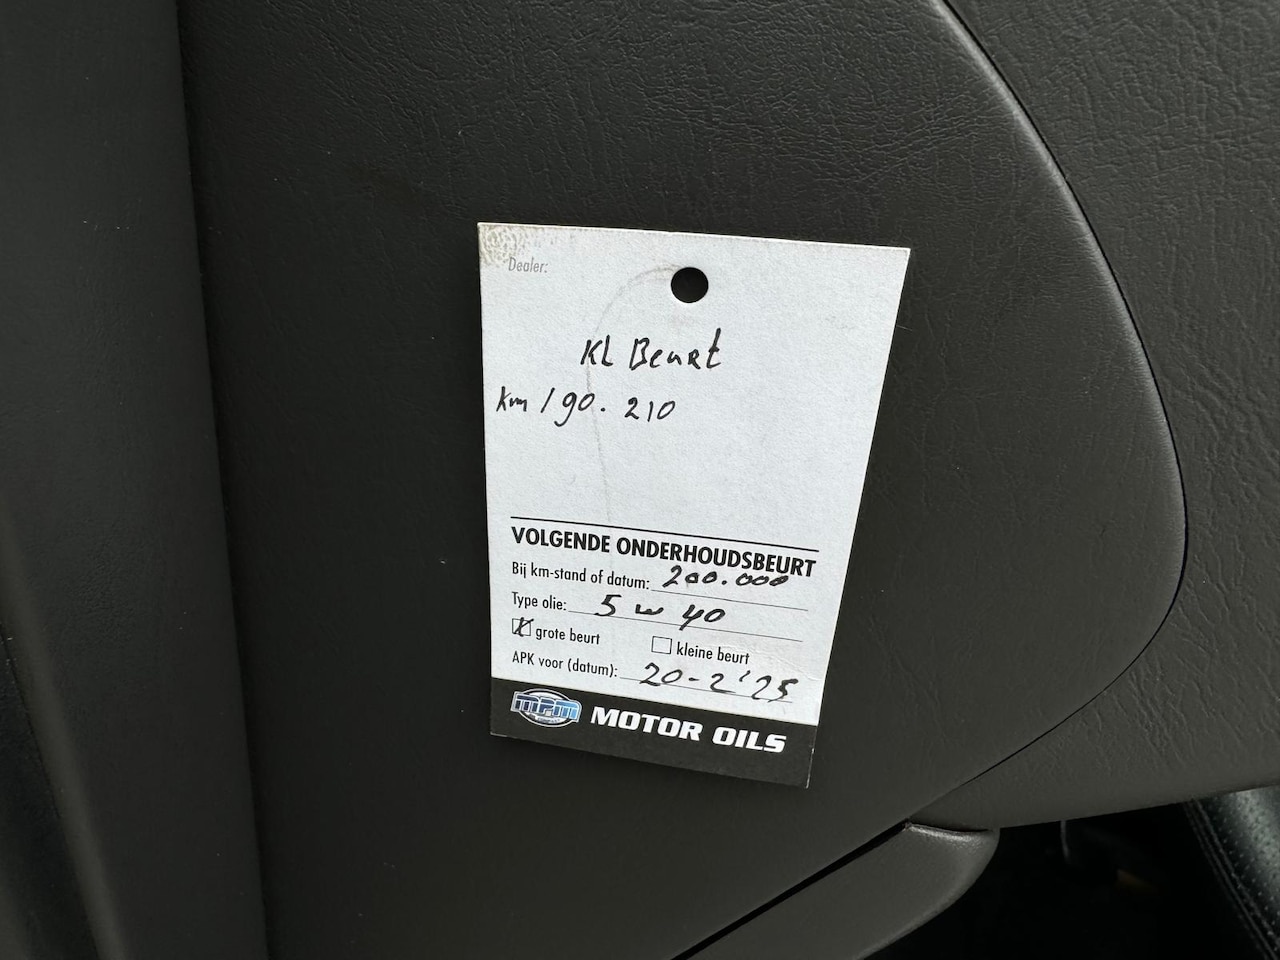 Dealer:
KL Beurt
km 190.210
VOLGENDE ONDERHOUDSBEURT
Bij km-stand of datum: 200.000
Type olie: 5 w 40
grote beurt
kleine beurt
APK voor (datum): 20-2'25
MPM MOTOR OILS